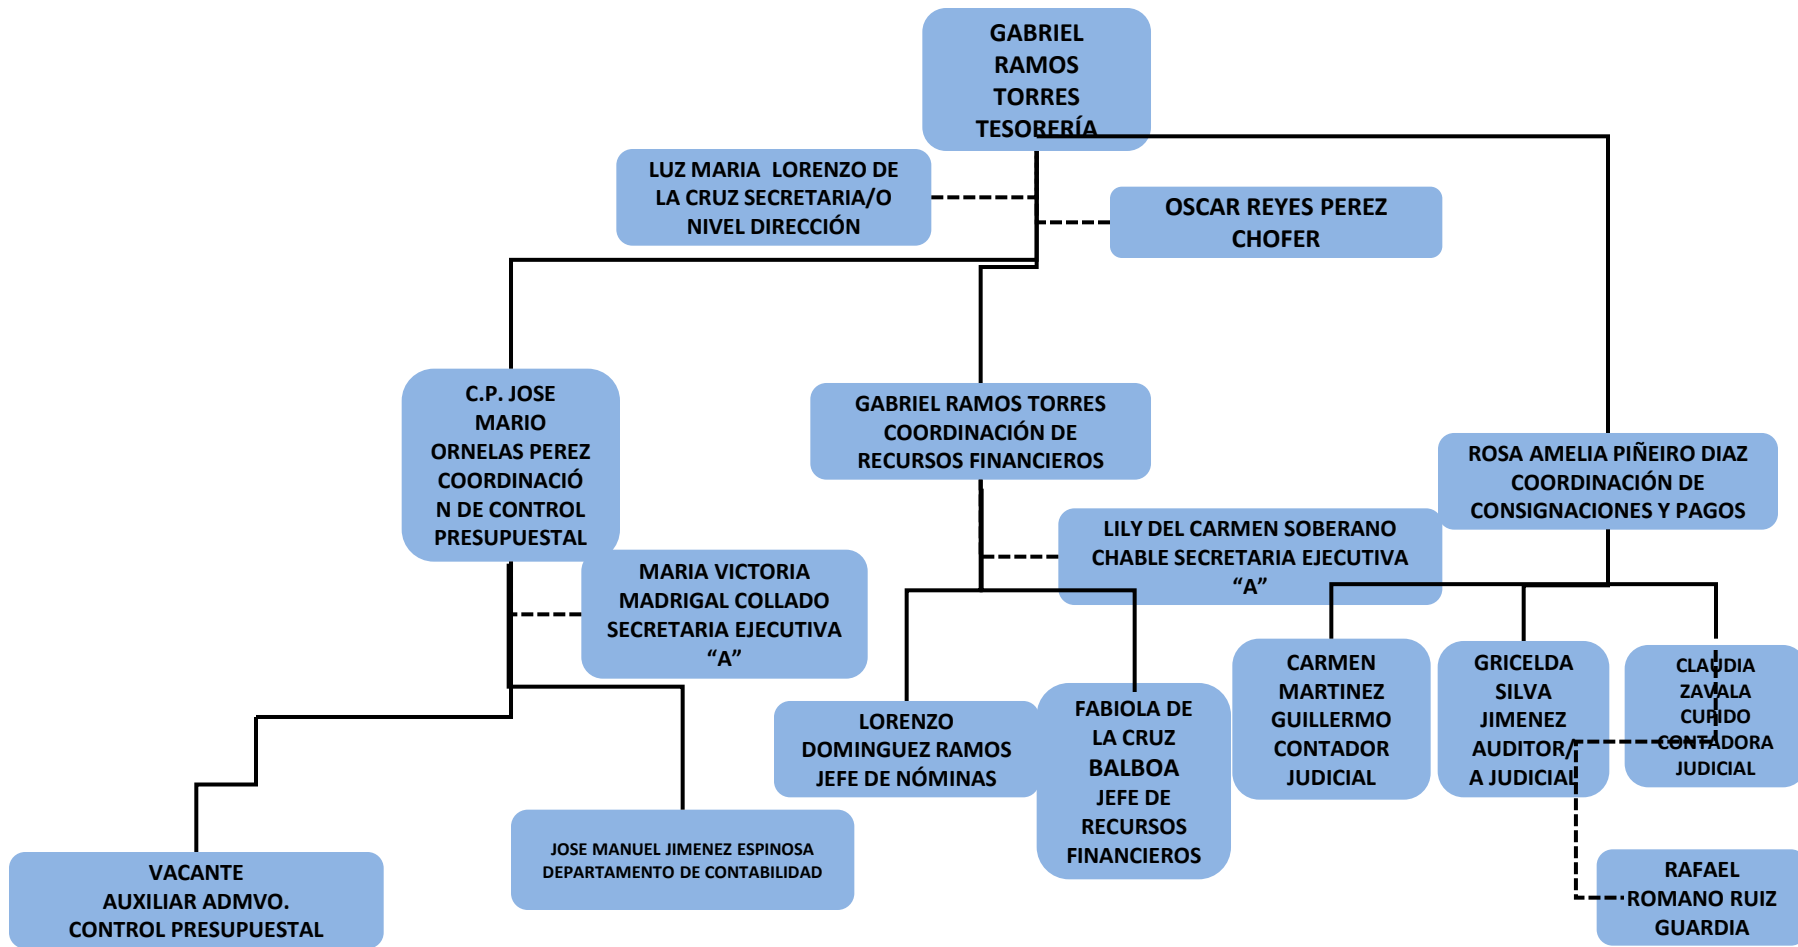 GABRIEL
RAMOS
TORRES
TESORERÍA
LUZ MARIA LORENZO DE
LA CRUZ SECRETARIA/O
NIVEL DIRECCIÓN
OSCAR REYES PEREZ
CHOFER
C.P. JOSE
MARIO
ORNELAS PEREZ
COORDINACIÓ
N DE CONTROL
PRESUPUESTAL
GABRIEL RAMOS TORRES
COORDINACIÓN DE
RECURSOS FINANCIEROS
ROSA AMELIA PIÑEIRO DIAZ
COORDINACIÓN DE
CONSIGNACIONES Y PAGOS
MARIA VICTORIA
MADRIGAL COLLADO
SECRETARIA EJECUTIVA
“A”
LILY DEL CARMEN SOBERANO
CHABLE SECRETARIA EJECUTIVA
“A”
LORENZO
DOMINGUEZ RAMOS
JEFE DE NÓMINAS
FABIOLA DE
LA CRUZ
BALBOA
JEFE DE
RECURSOS
FINANCIEROS
CARMEN
MARTINEZ
GUILLERMO
CONTADOR
JUDICIAL
GRICELDA
SILVA
JIMENEZ
AUDITOR/
A JUDICIAL
CLAUDIA
ZAVALA
CUPIDO
CONTADORA
JUDICIAL
VACANTE
AUXILIAR ADMVO.
CONTROL PRESUPUESTAL
JOSE MANUEL JIMENEZ ESPINOSA
DEPARTAMENTO DE CONTABILIDAD
RAFAEL
ROMANO RUIZ
GUARDIA